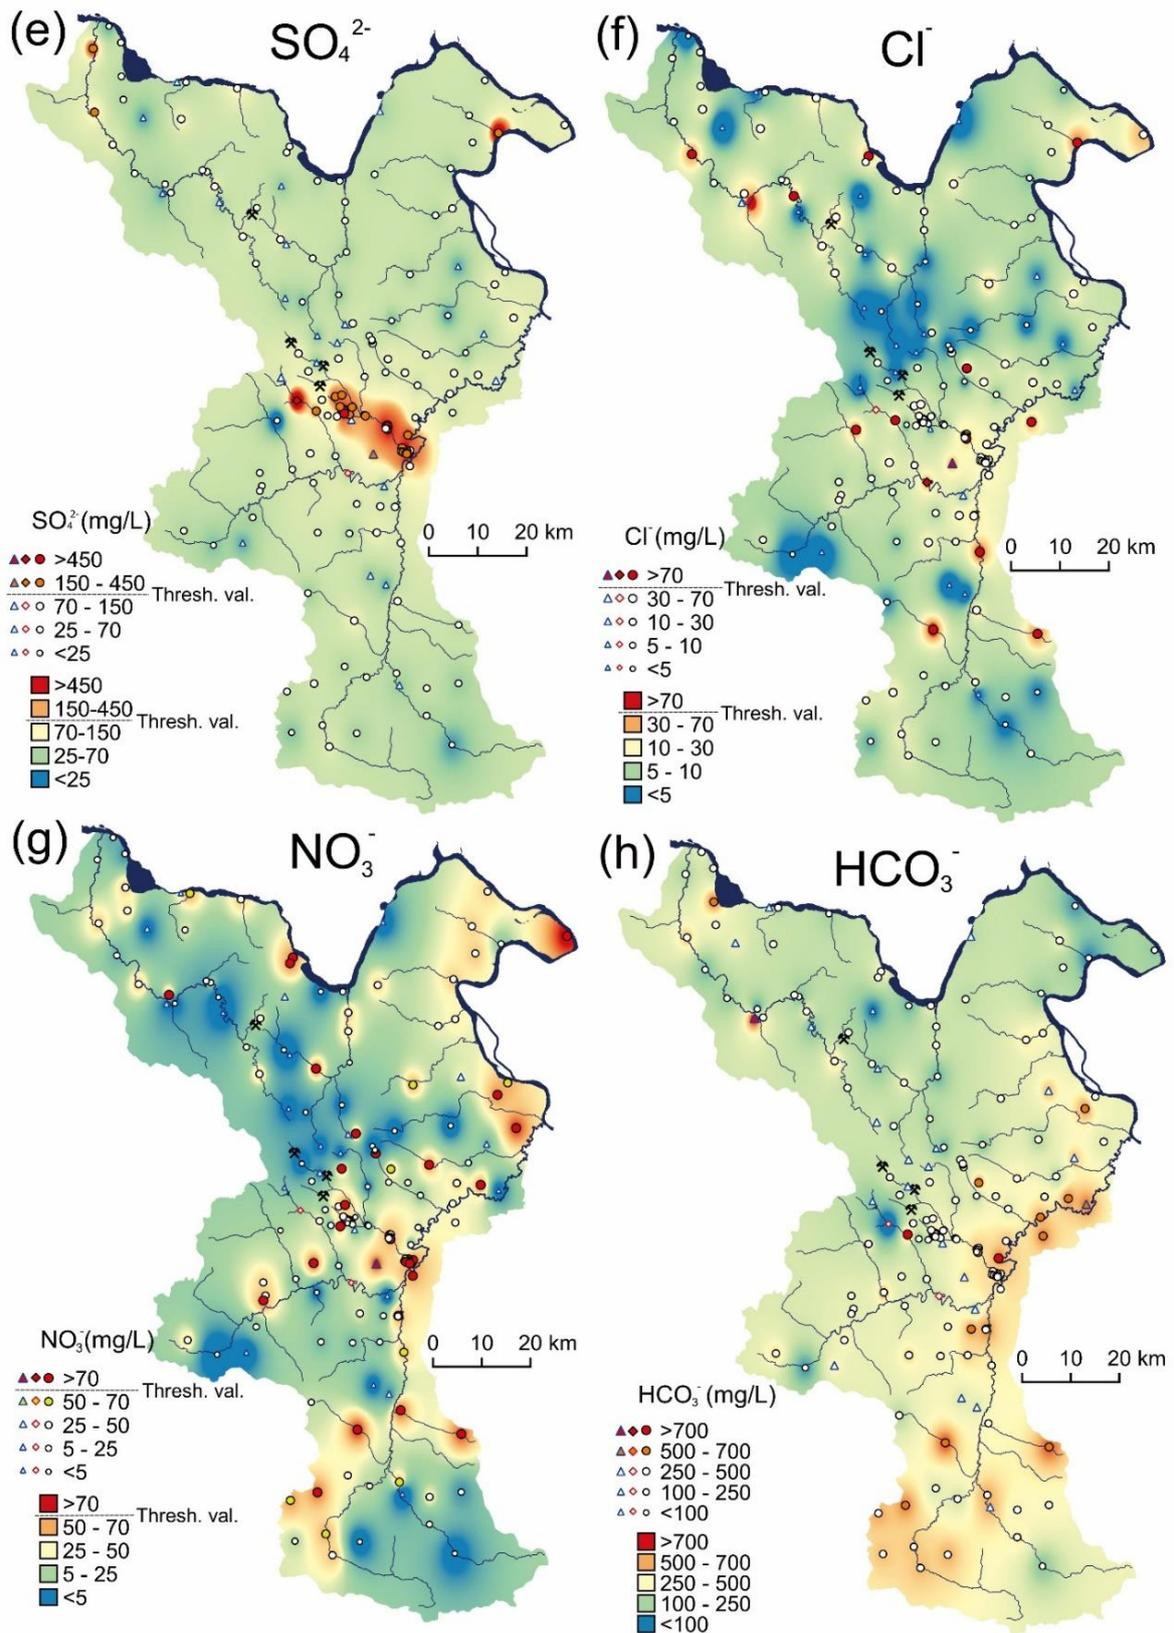 (e) SO₄²⁻
0 10 20 km
SO₄²⁻ (mg/L)
>450
150 - 450
Thresh. val.
70 - 150
25 - 70
<25
>450
150-450
Thresh. val.
70-150
25-70
<25
(f) Cl⁻
0 10 20 km
Cl⁻ (mg/L)
>70
Thresh. val.
30 - 70
10 - 30
5 - 10
<5
>70
Thresh. val.
30 - 70
10 - 30
5 - 10
<5
(g) NO₃⁻
0 10 20 km
NO₃⁻(mg/L)
>70
Thresh. val.
50 - 70
25 - 50
5 - 25
<5
>70
Thresh. val.
50 - 70
25 - 50
5 - 25
<5
(h) HCO₃⁻
0 10 20 km
HCO₃⁻ (mg/L)
>700
500 - 700
250 - 500
100 - 250
<100
>700
500 - 700
250 - 500
100 - 250
<100